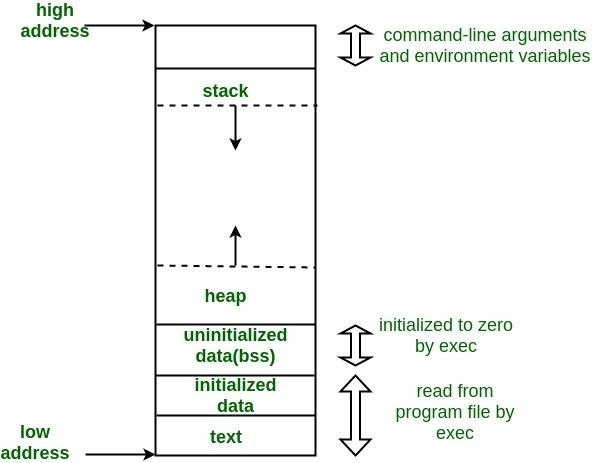 high
address
command-line arguments
and environment variables
stack
heap
uninitialized
data(bss)
initialized to zero
by exec
initialized
data
read from
program file by
exec
text
low
address